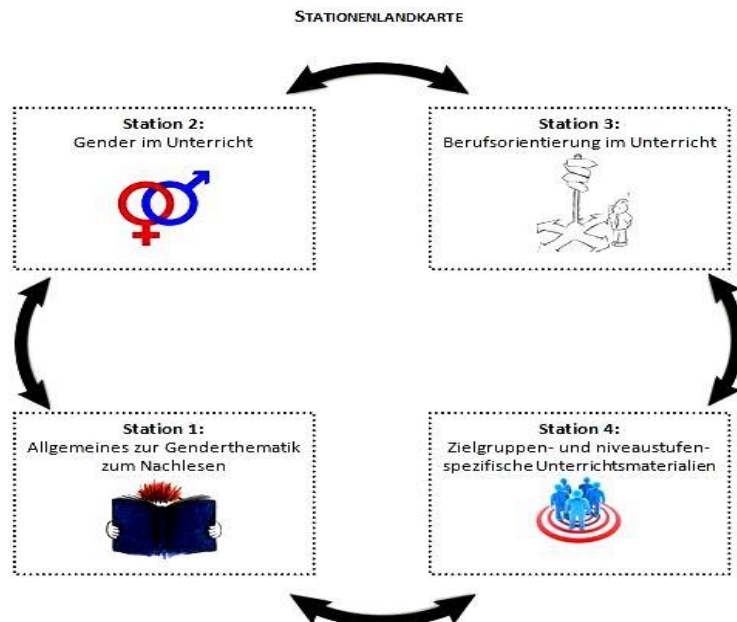 STATIONENLANDKARTE
Station 2:
Gender im Unterricht
Station 3:
Berufsorientierung im Unterricht
Station 1:
Allgemeines zur Genderthematik
zum Nachlesen
Station 4:
Zielgruppen- und niveaustufen-
spezifische Unterrichtsmaterialien